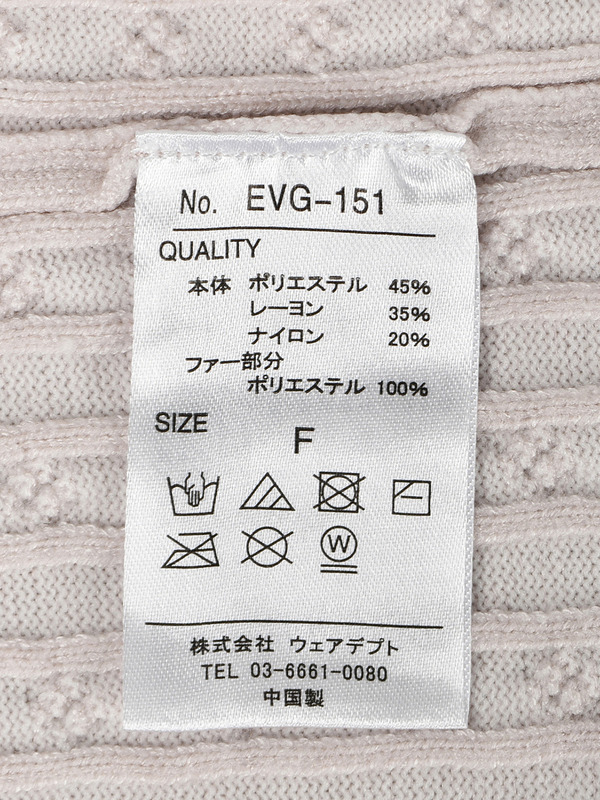 No. EVG-151
QUALITY
本体 ポリエステル 45%
レーヨン 35%
ナイロン 20%
ファー部分
ポリエステル 100%
SIZE
F
W
株式会社 ウェアデプト
TEL 03-6661-0080
中国製